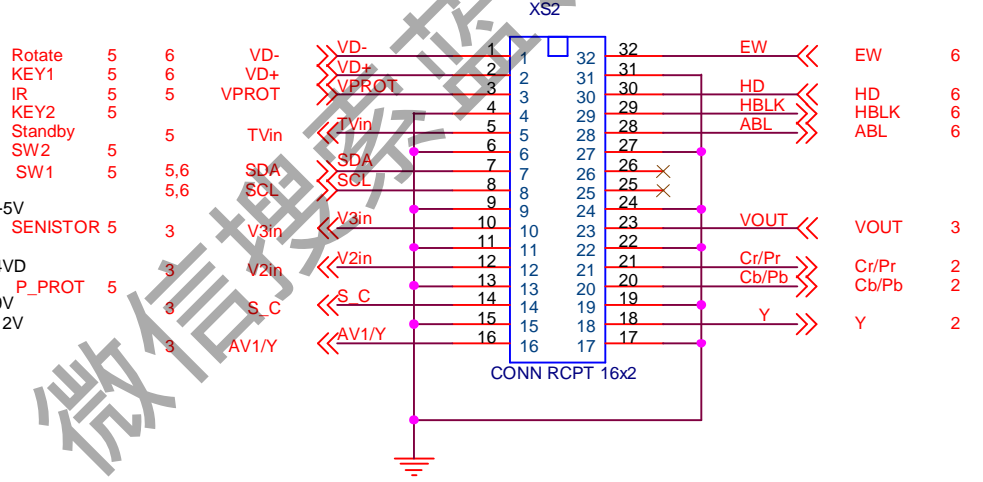 XS2
Rotate 5 6 VD- VD- 1 1 32 32 EW EW 6
KEY1 5 6 VD+ VD+ 2 2 31 31
IR 5 5 VPROT VPROT 3 3 30 30 HD HD 6
KEY2 5 4 4 29 29 HBLK HBLK 6
Standby 5 TVin TVin 5 5 28 28 ABL ABL 6
SW2 5 6 6 27 27
SW1 5 5,6 SDA SDA 7 7 26 26
5,6 SCL SCL 8 8 25 25
-5V 9 9 24 24
SENISTOR 5 3 V3in V3in 10 10 23 23 VOUT VOUT 3
11 11 22 22
VD 3 V2in V2in 12 12 21 21 Cr/Pr Cr/Pr 2
P_PROT 5 13 13 20 20 Cb/Pb Cb/Pb 2
0V 3 S_C S_C 14 14 19 19
12V 15 15 18 18 Y Y 2
3 AV1/Y AV1/Y 16 16 17 17
CONN RCPT 16x2
微信搜索蓝